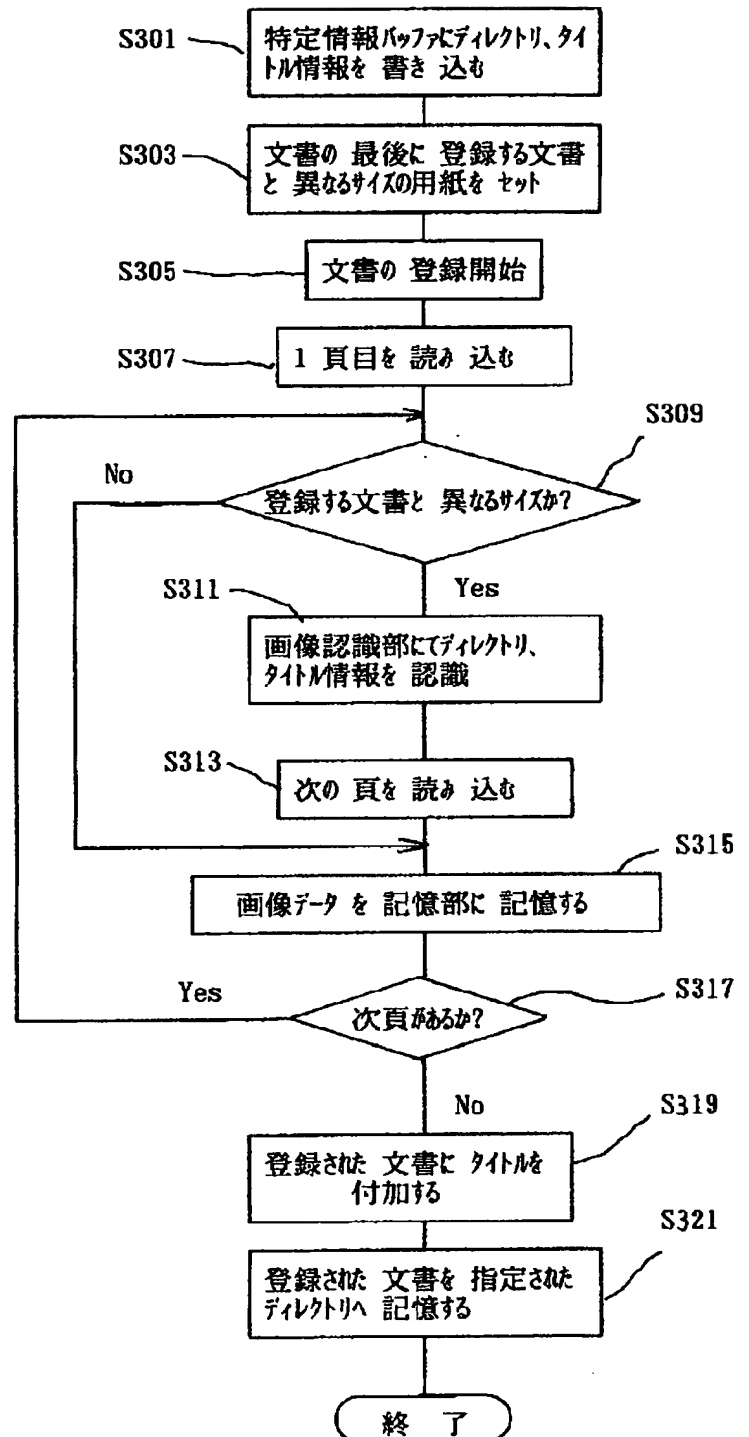 S301
特定情報バッファにディレクトリ、タイ
トル情報を 書き 込む
S303
文書の 最後に 登録する文書
と 異なるサイズの用紙を セット
S305
文書の 登録開始
S307
1 頁目を 読み 込む
S309
No
登録する文書と 異なるサイズか?
Yes
S311
画像認識部にてディレクトリ、
タイトル情報を 認識
S313
次の 頁を 読み 込む
S315
画像データ を 記憶部に 記憶する
Yes
S317
次頁があるか?
No
S319
登録された 文書に タイトルを
付加する
S321
登録された 文書を 指定された
ディレクトリへ 記憶する
終 了